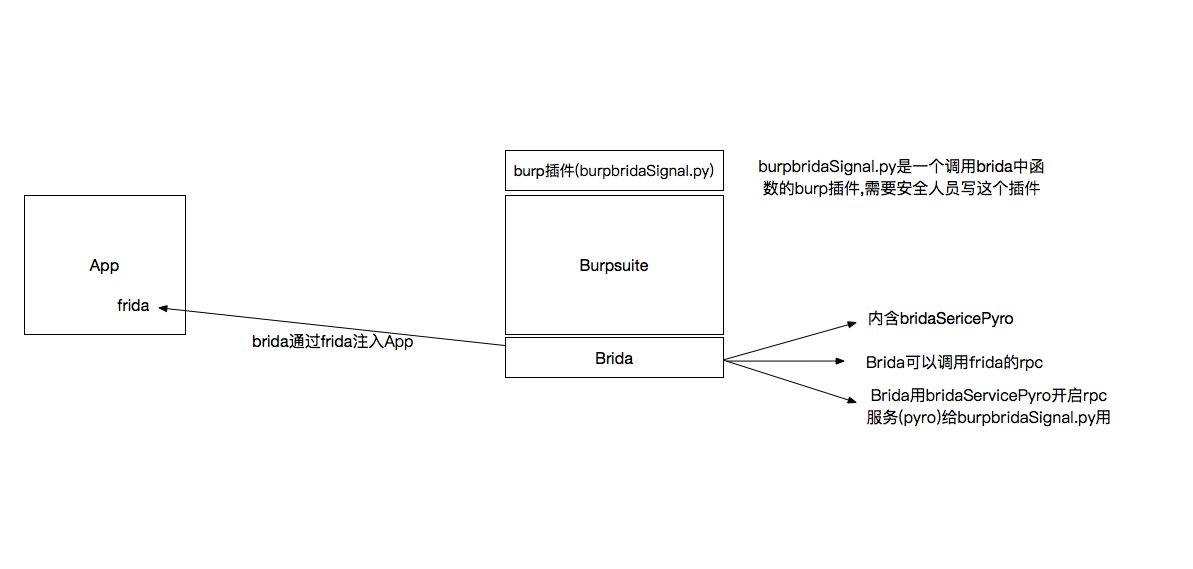 burp插件(burpbridaSignal.py)
burpbridaSignal.py是一个调用brida中函
数的burp插件,需要安全人员写这个插件
App
frida
Burpsuite
brida通过frida注入App
Brida
内含bridaSericePyro
Brida可以调用frida的rpc
Brida用bridaServicePyro开启rpc
服务(pyro)给burpbridaSignal.py用